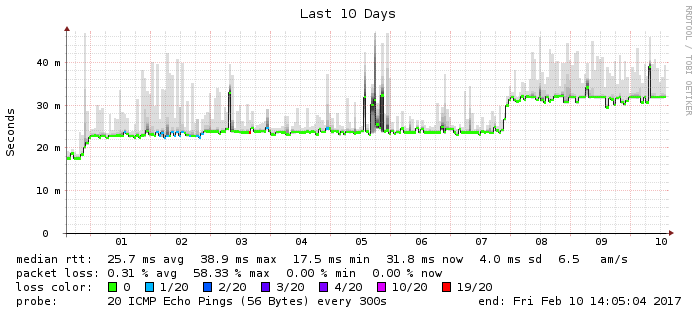 Last 10 Days
RRDTOOL / TOBI OETIKER
Seconds
40 m
30 m
20 m
10 m
0
01 02 03 04 05 06 07 08 09 10
median rtt: 25.7 ms avg 38.9 ms max 17.5 ms min 31.8 ms now 4.0 ms sd 6.5 am/s
packet loss: 0.31 % avg 58.33 % max 0.00 % min 0.00 % now
loss color: 0 1/20 2/20 3/20 4/20 10/20 19/20
probe: 20 ICMP Echo Pings (56 Bytes) every 300s end: Fri Feb 10 14:05:04 2017